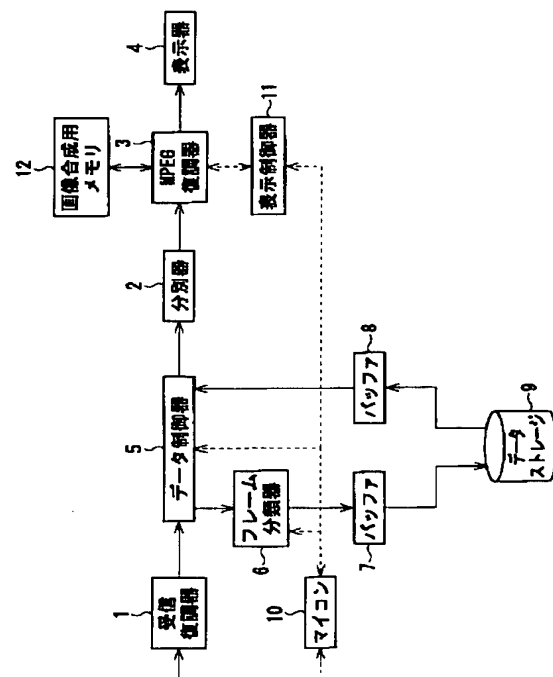 1
受信
復調器
5
データ制御器
2
分別器
12
画像合成用
メモリ
3
MPEG
復調器
4
表示器
11
表示制御器
6
フレーム
分類器
7
バッファ
8
バッファ
9
データ
ストレージ
10
マイコン